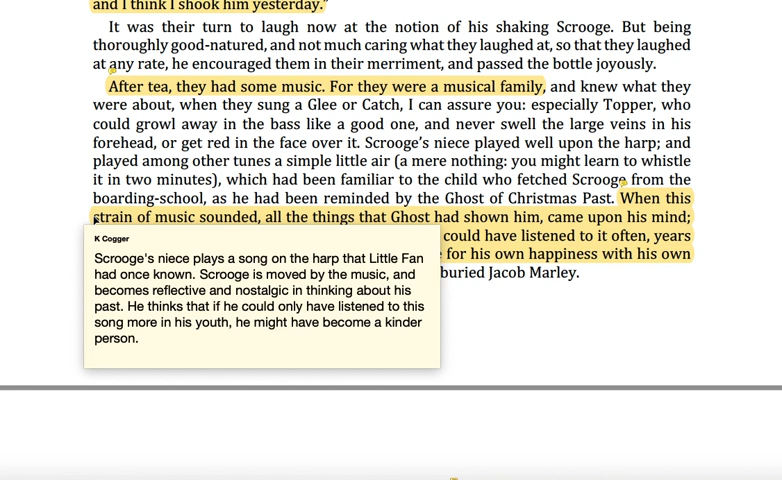 and I think I shook him yesterday."
It was their turn to laugh now at the notion of his shaking Scrooge. But being
thoroughly good-natured, and not much caring what they laughed at, so that they laughed
at any rate, he encouraged them in their merriment, and passed the bottle joyously.
After tea, they had some music. For they were a musical family, and knew what they
were about, when they sung a Glee or Catch, I can assure you: especially Topper, who
could growl away in the bass like a good one, and never swell the large veins in his
forehead, or get red in the face over it. Scrooge's niece played well upon the harp; and
played among other tunes a simple little air (a mere nothing: you might learn to whistle
it in two minutes), which had been familiar to the child who fetched Scrooge from the
boarding-school, as he had been reminded by the Ghost of Christmas Past. When this
strain of music sounded, all the things that Ghost had shown him, came upon his mind;
could have listened to it often, years
for his own happiness with his own
buried Jacob Marley.
K Cogger
Scrooge's niece plays a song on the harp that Little Fan
had once known. Scrooge is moved by the music, and
becomes reflective and nostalgic in thinking about his
past. He thinks that if he could only have listened to this
song more in his youth, he might have become a kinder
person.